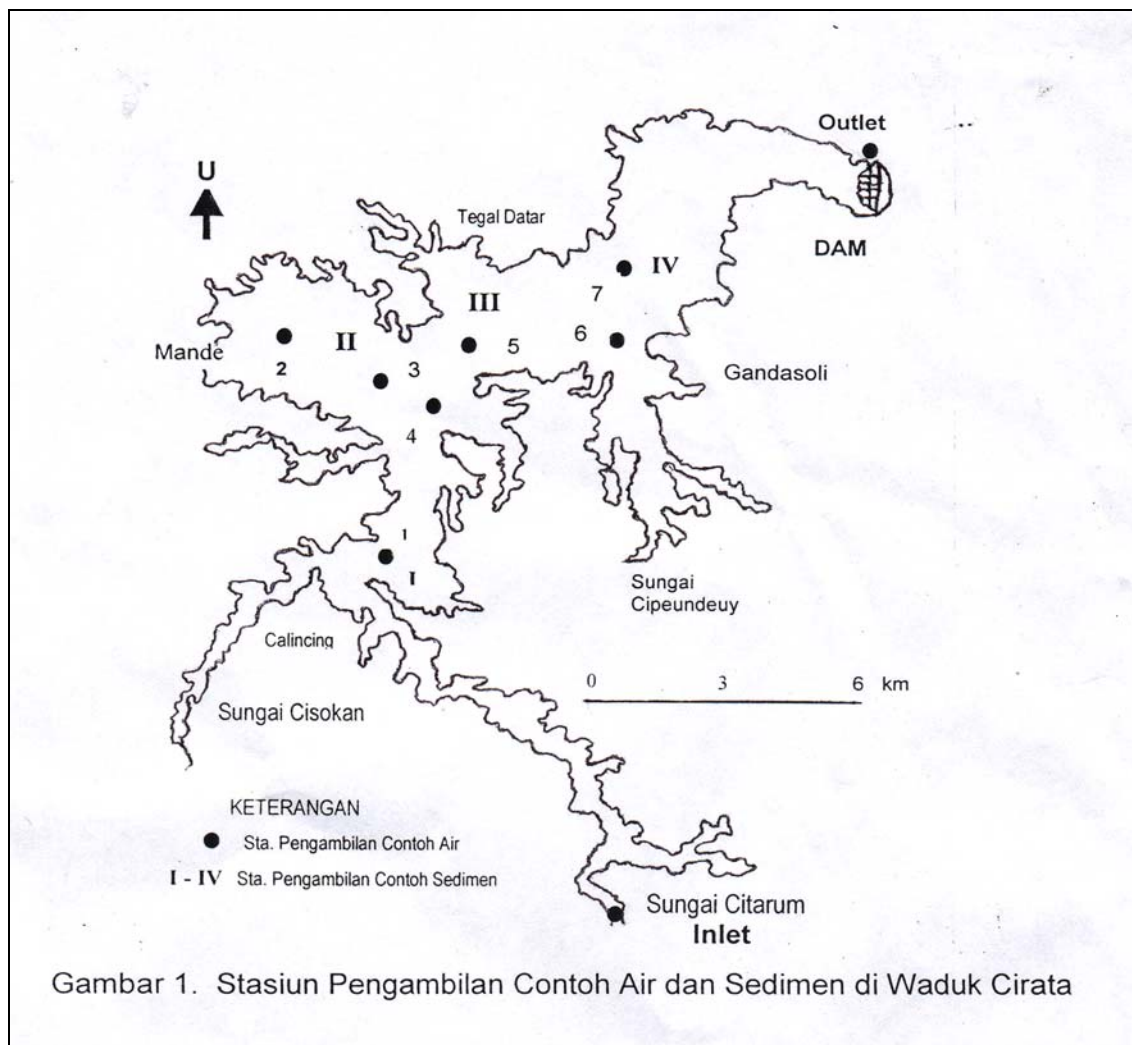 Outlet
U
Tegal Datar
IV
DAM
7
III
Mande
II
6
2
3
5
Gandasoli
4
1
I
Sungai
Cipeundeuy
Calincing
0 3 6 km
Sungai Cisokan
KETERANGAN
Sta. Pengambilan Contoh Air
I - IV Sta. Pengambilan Contoh Sedimen
Sungai Citarum
Inlet
Gambar 1. Stasiun Pengambilan Contoh Air dan Sedimen di Waduk Cirata